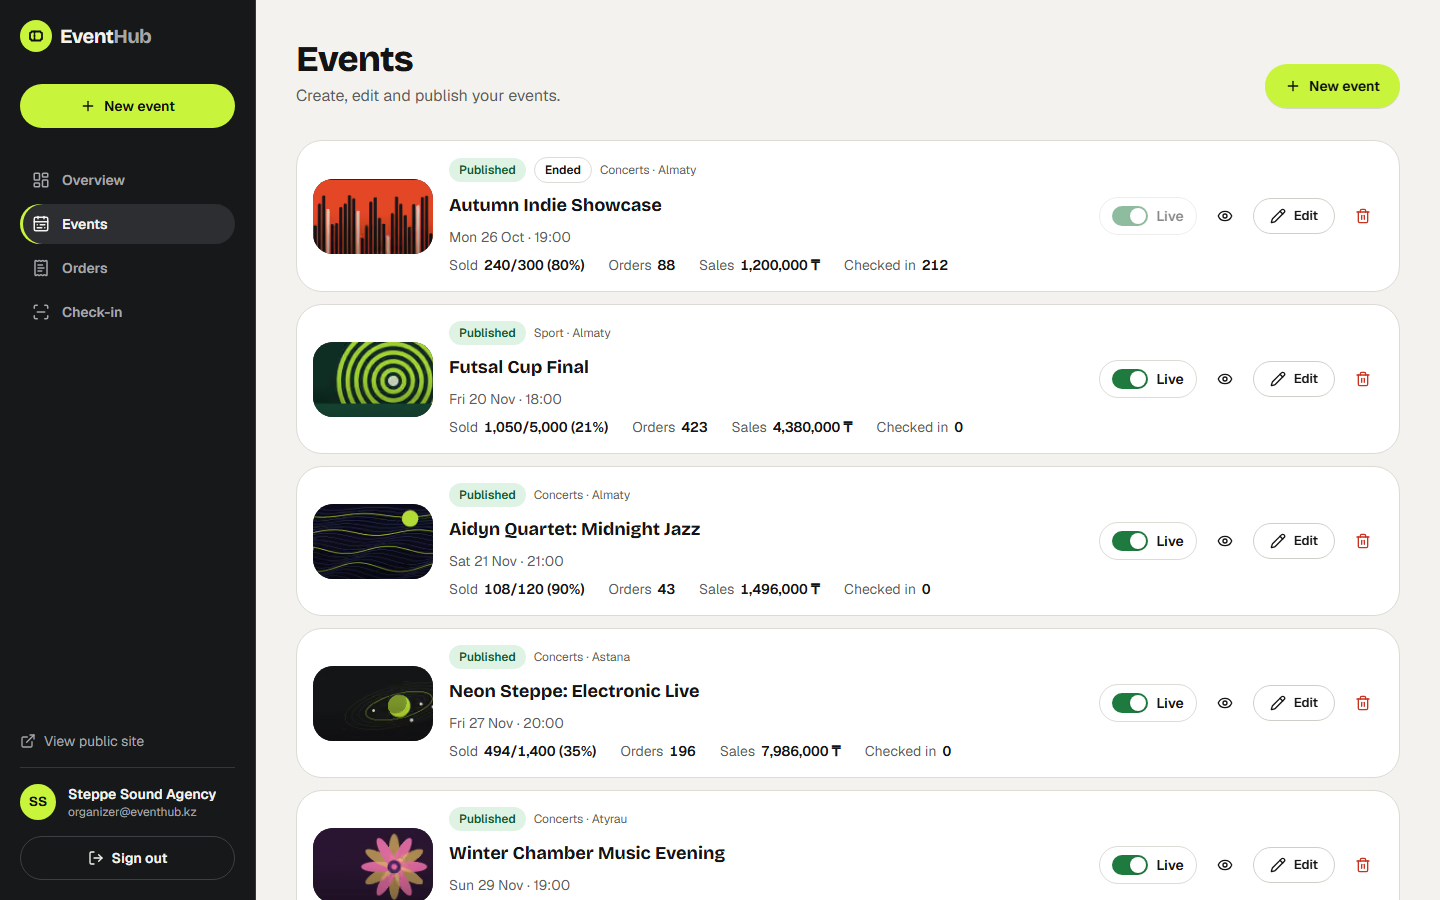 EventHub
New event
Overview
Events
Orders
Check-in
View public site
SS
Steppe Sound Agency
organizer@eventhub.kz
Sign out
Events
Create, edit and publish your events.
New event
Published Ended Concerts · Almaty
Autumn Indie Showcase
Mon 26 Oct · 19:00
Sold 240/300 (80%) Orders 88 Sales 1,200,000 ₸ Checked in 212
Live Edit
Published Sport · Almaty
Futsal Cup Final
Fri 20 Nov · 18:00
Sold 1,050/5,000 (21%) Orders 423 Sales 4,380,000 ₸ Checked in 0
Live Edit
Published Concerts · Almaty
Aidyn Quartet: Midnight Jazz
Sat 21 Nov · 21:00
Sold 108/120 (90%) Orders 43 Sales 1,496,000 ₸ Checked in 0
Live Edit
Published Concerts · Astana
Neon Steppe: Electronic Live
Fri 27 Nov · 20:00
Sold 494/1,400 (35%) Orders 196 Sales 7,986,000 ₸ Checked in 0
Live Edit
Published Concerts · Atyrau
Winter Chamber Music Evening
Sun 29 Nov · 19:00
Live Edit